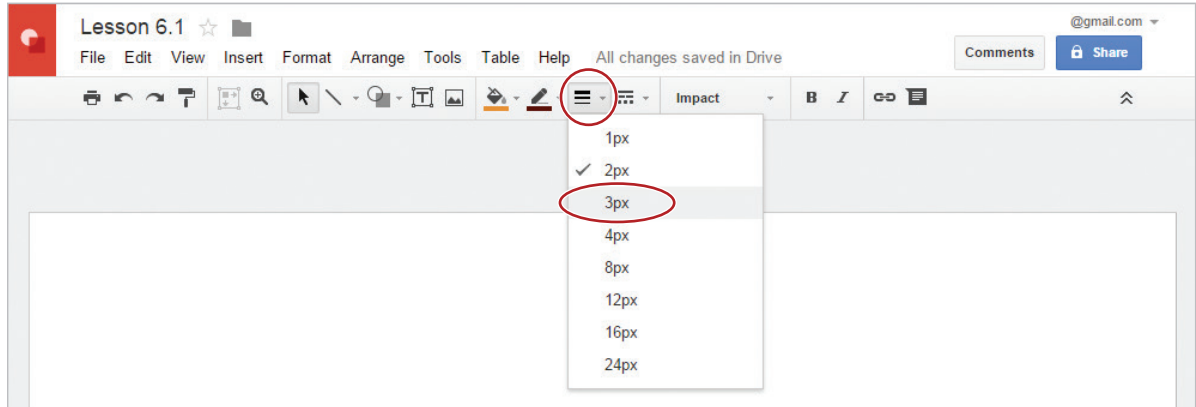 Lesson 6.1
@gmail.com
File Edit View Insert Format Arrange Tools Table Help All changes saved in Drive
Comments
Share
Impact
B I
1px
2px
3px
4px
8px
12px
16px
24px